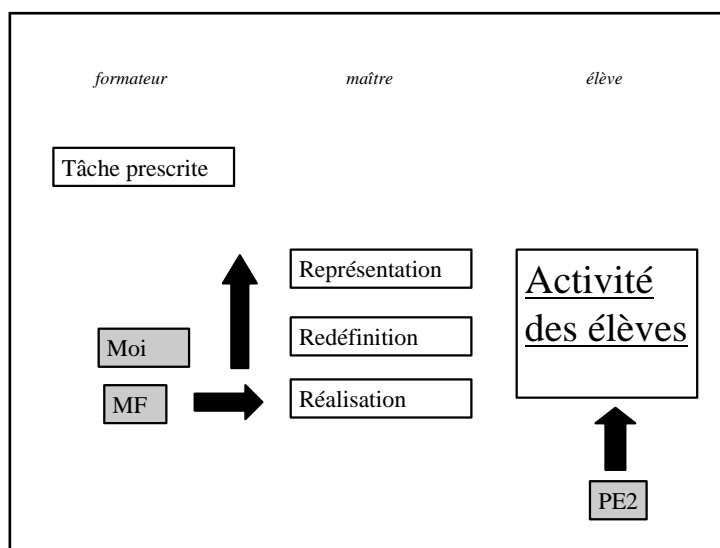 formateur maître élève
Tâche prescrite
Représentation
Activité
des élèves
Redéfinition
Moi
MF
Réalisation
PE2